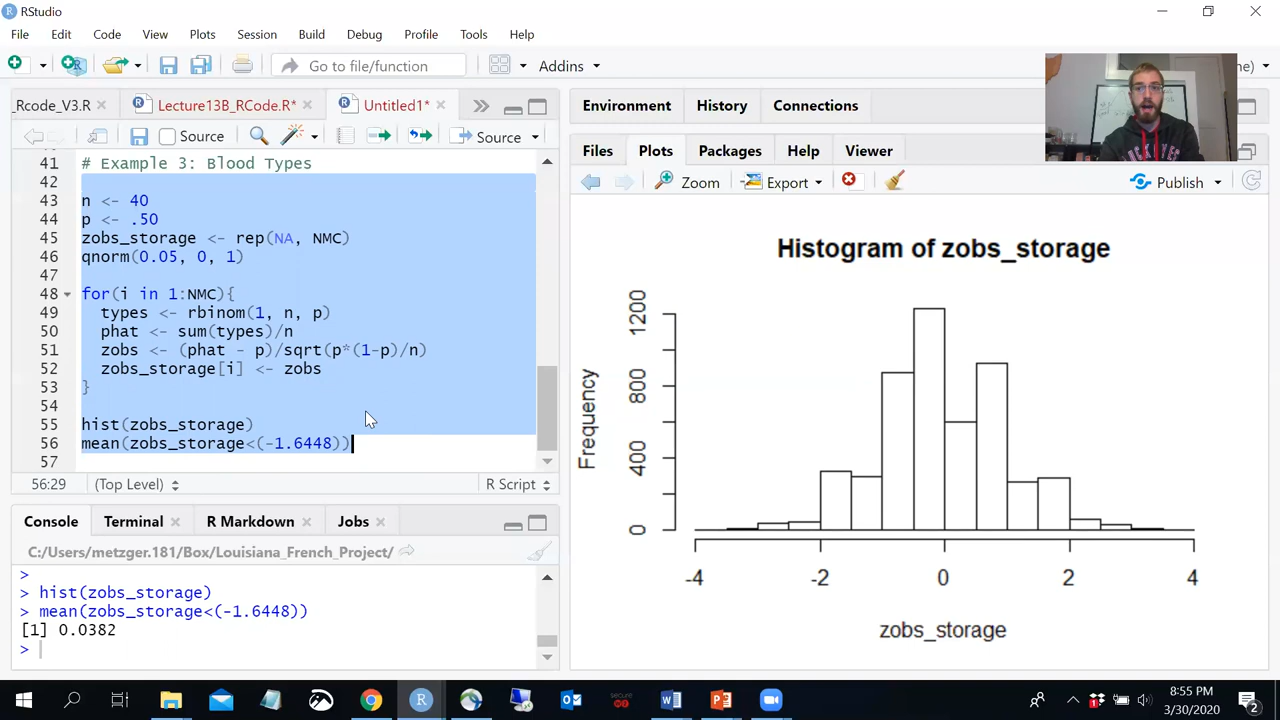 RStudio
File Edit Code View Plots Session Build Debug Profile Tools Help
Go to file/function Addins
_Rcode_V3.R Lecture13B_RCode.R* Untitled1*
Environment History Connections
Source Source
Files Plots Packages Help Viewer
Zoom Export Publish
41 # Example 3: Blood Types
42
43 n <- 40
44 p <- .50
45 zobs_storage <- rep(NA, NMC)
46 qnorm(0.05, 0, 1)
47
48 for(i in 1:NMC){
49 types <- rbinom(1, n, p)
50 phat <- sum(types)/n
51 zobs <- (phat - p)/sqrt(p*(1-p)/n)
52 zobs_storage[i] <- zobs
53 }
54
55 hist(zobs_storage)
56 mean(zobs_storage<(-1.6448))
57
56:29 (Top Level) R Script
Console Terminal R Markdown Jobs
C:/Users/metzger.181/Box/Louisiana_French_Project/
>
> hist(zobs_storage)
> mean(zobs_storage<(-1.6448))
[1] 0.0382
>
Histogram of zobs_storage
Frequency
1200
800
400
0
-4 -2 0 2 4
zobs_storage
8:55 PM
3/30/2020
2